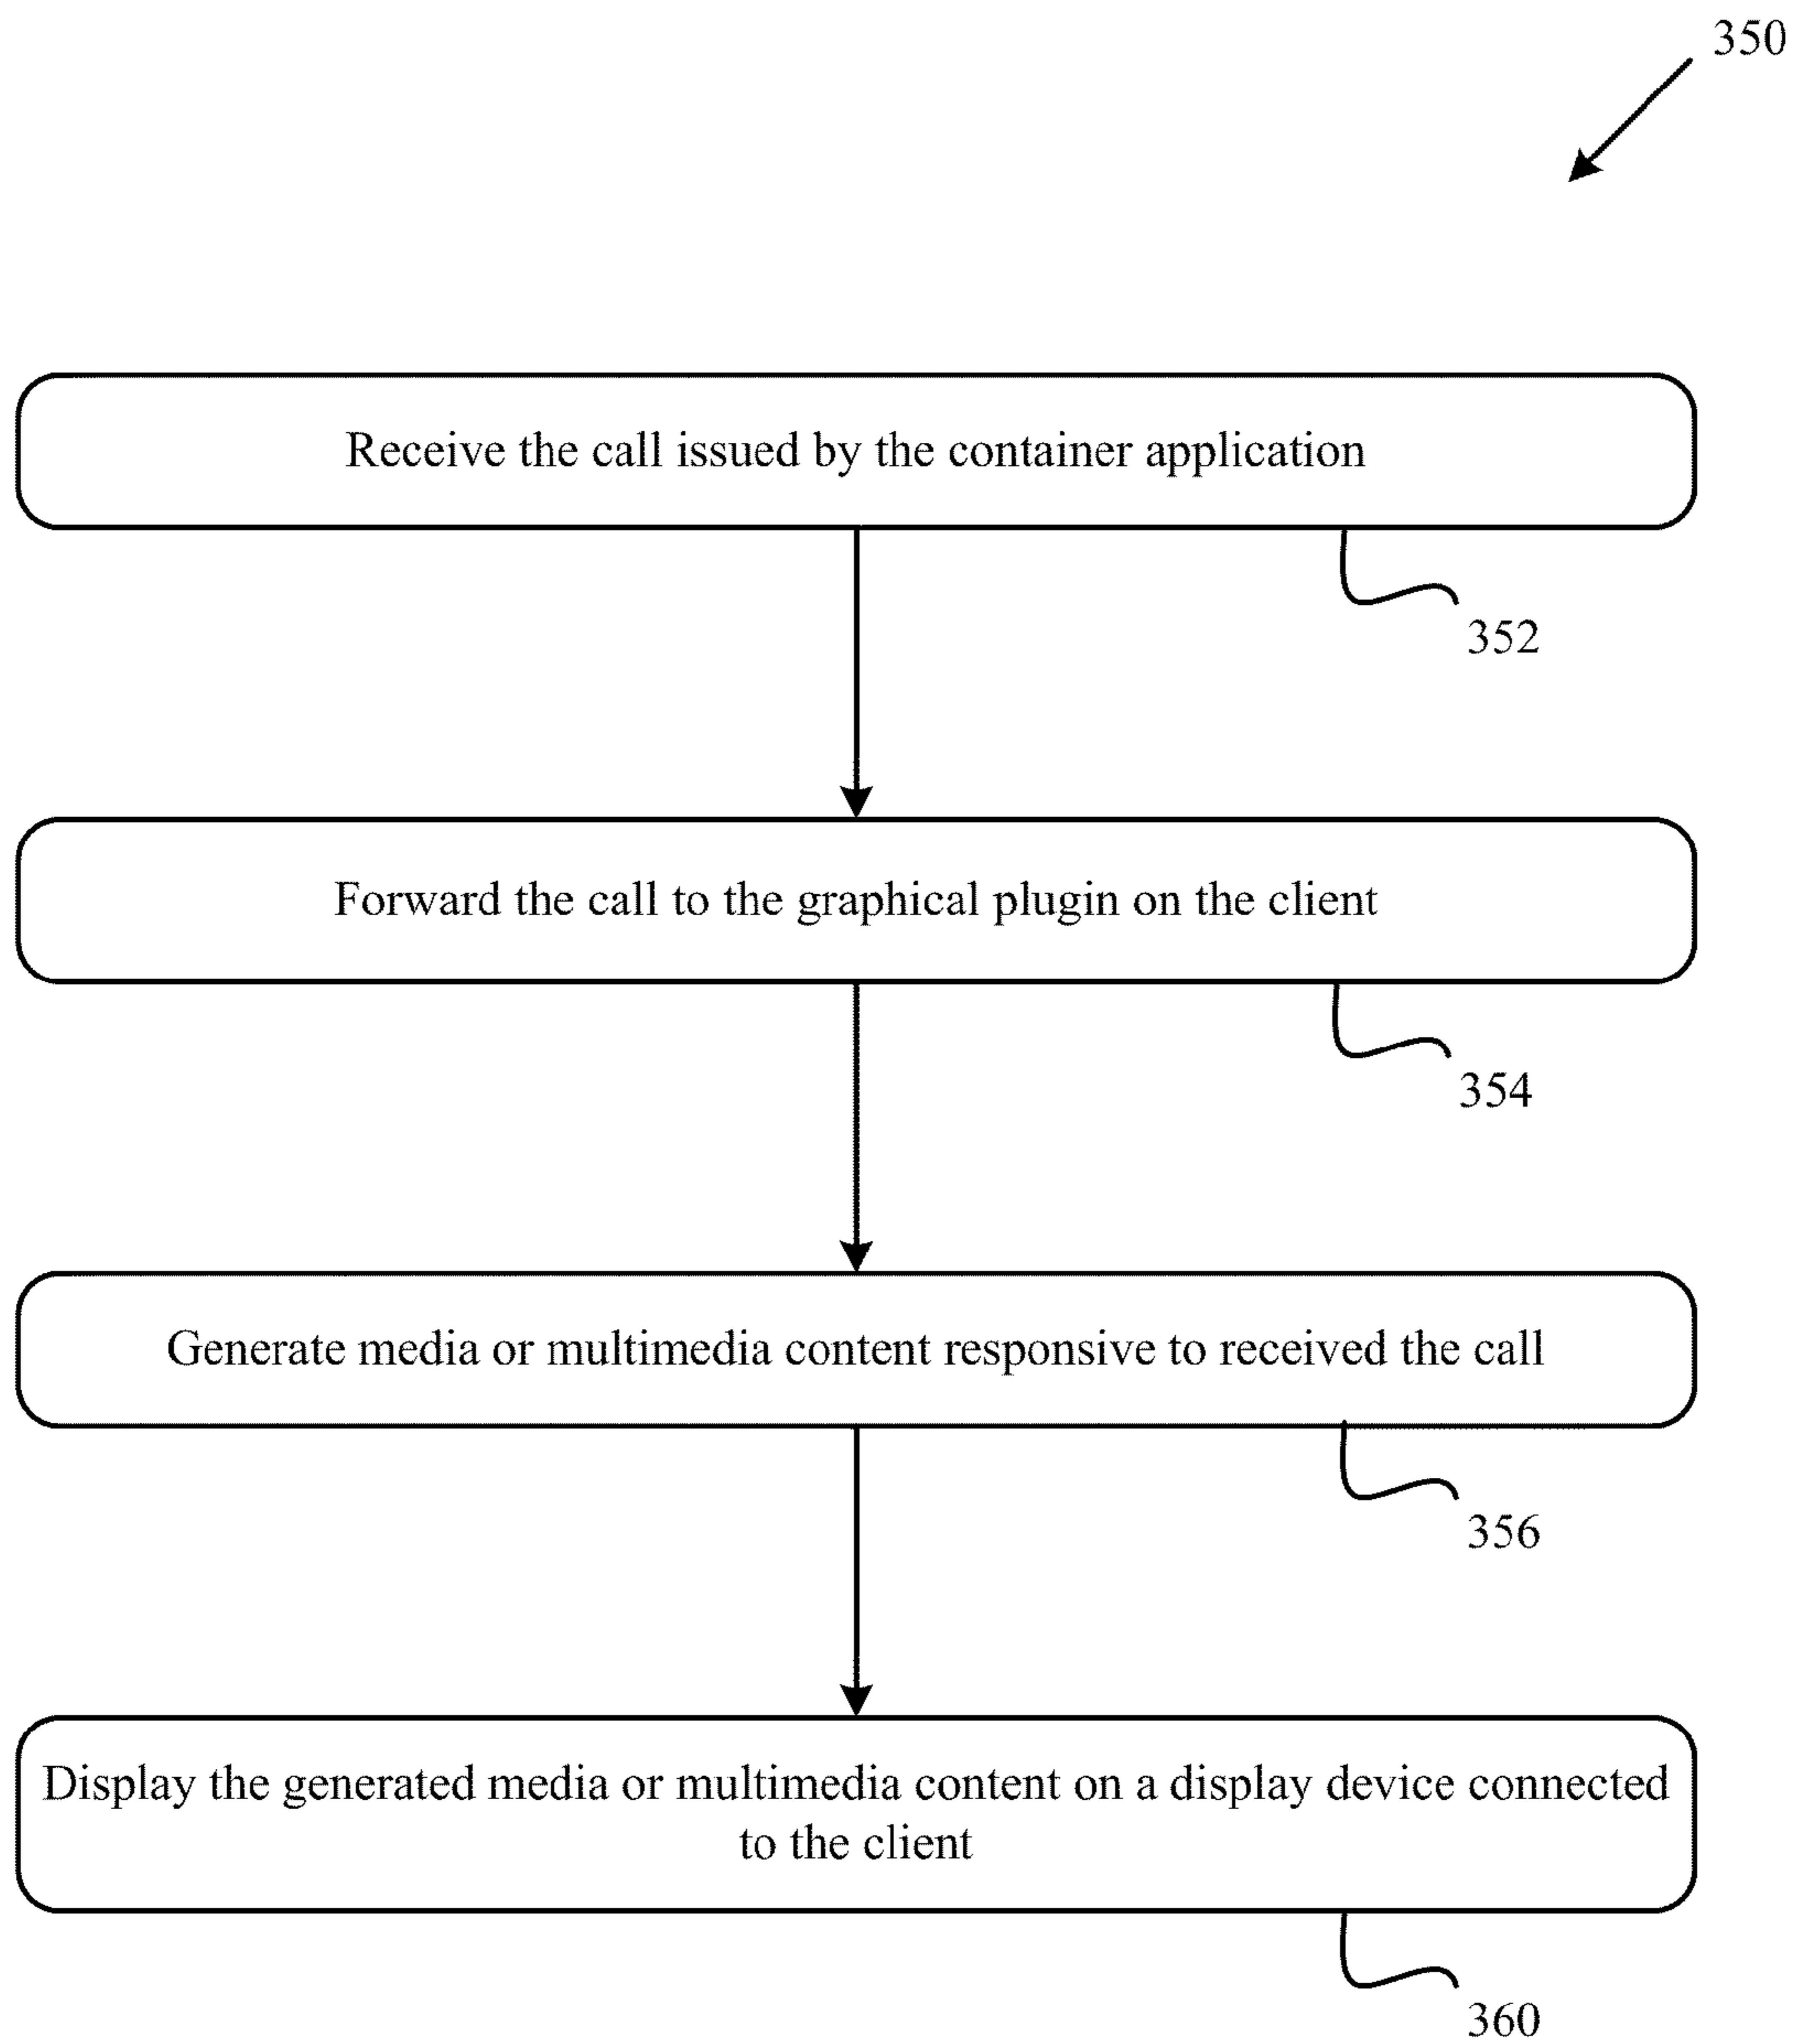 350
Receive the call issued by the container application
352
Forward the call to the graphical plugin on the client
354
Generate media or multimedia content responsive to received the call
356
Display the generated media or multimedia content on a display device connected
to the client
360